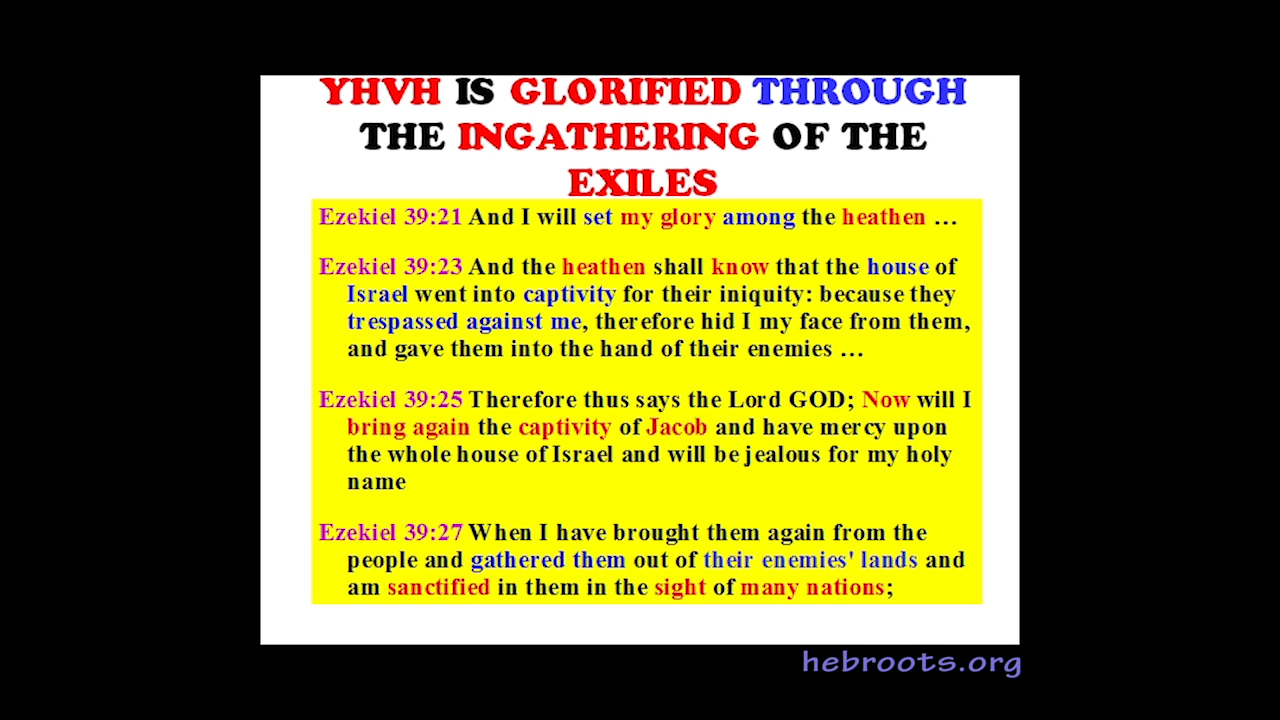 YHVH IS GLORIFIED THROUGH
THE INGATHERING OF THE
EXILES
Ezekiel 39:21 And I will set my glory among the heathen …
Ezekiel 39:23 And the heathen shall know that the house of
Israel went into captivity for their iniquity: because they
trespassed against me, therefore hid I my face from them,
and gave them into the hand of their enemies …
Ezekiel 39:25 Therefore thus says the Lord GOD; Now will I
bring again the captivity of Jacob and have mercy upon
the whole house of Israel and will be jealous for my holy
name
Ezekiel 39:27 When I have brought them again from the
people and gathered them out of their enemies' lands and
am sanctified in them in the sight of many nations;
hebroots.org